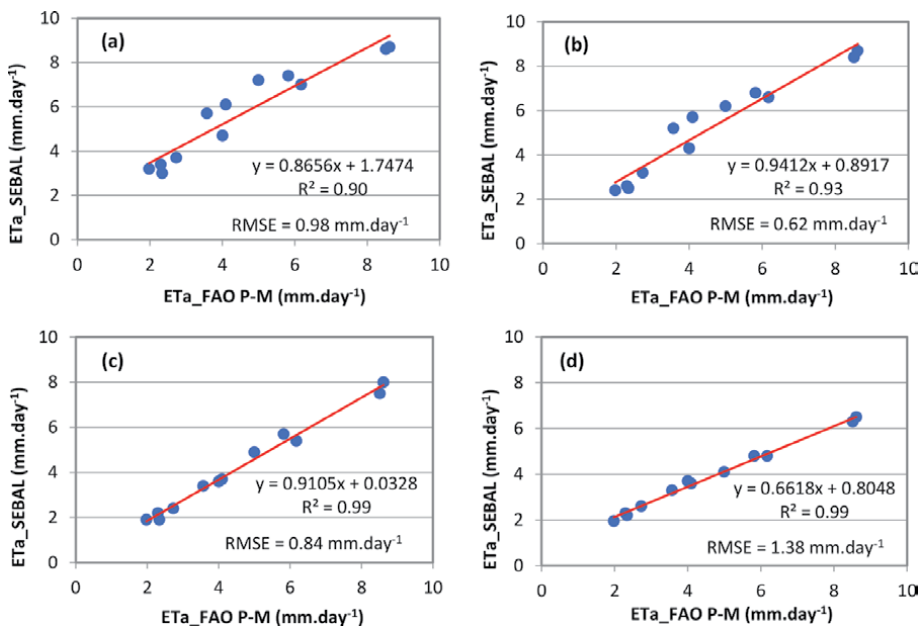 (a)
ETa_SEBAL (mm.day⁻¹)
10
8
6
4
2
0
y = 0.8656x + 1.7474
R² = 0.90
RMSE = 0.98 mm.day⁻¹
0 2 4 6 8 10
ETa_FAO P-M (mm.day⁻¹)
(b)
ETa_SEBAL (mm.day⁻¹)
10
8
6
4
2
0
y = 0.9412x + 0.8917
R² = 0.93
RMSE = 0.62 mm.day⁻¹
0 2 4 6 8 10
ETa_FAO P-M (mm.day⁻¹)
(c)
ETa_SEBAL (mm.day⁻¹)
10
8
6
4
2
0
y = 0.9105x + 0.0328
R² = 0.99
RMSE = 0.84 mm.day⁻¹
0 2 4 6 8 10
ETa_FAO P-M (mm.day⁻¹)
(d)
ETa_SEBAL (mm.day⁻¹)
10
8
6
4
2
0
y = 0.6618x + 0.8048
R² = 0.99
RMSE = 1.38 mm.day⁻¹
0 2 4 6 8 10
ETa_FAO P-M (mm.day⁻¹)